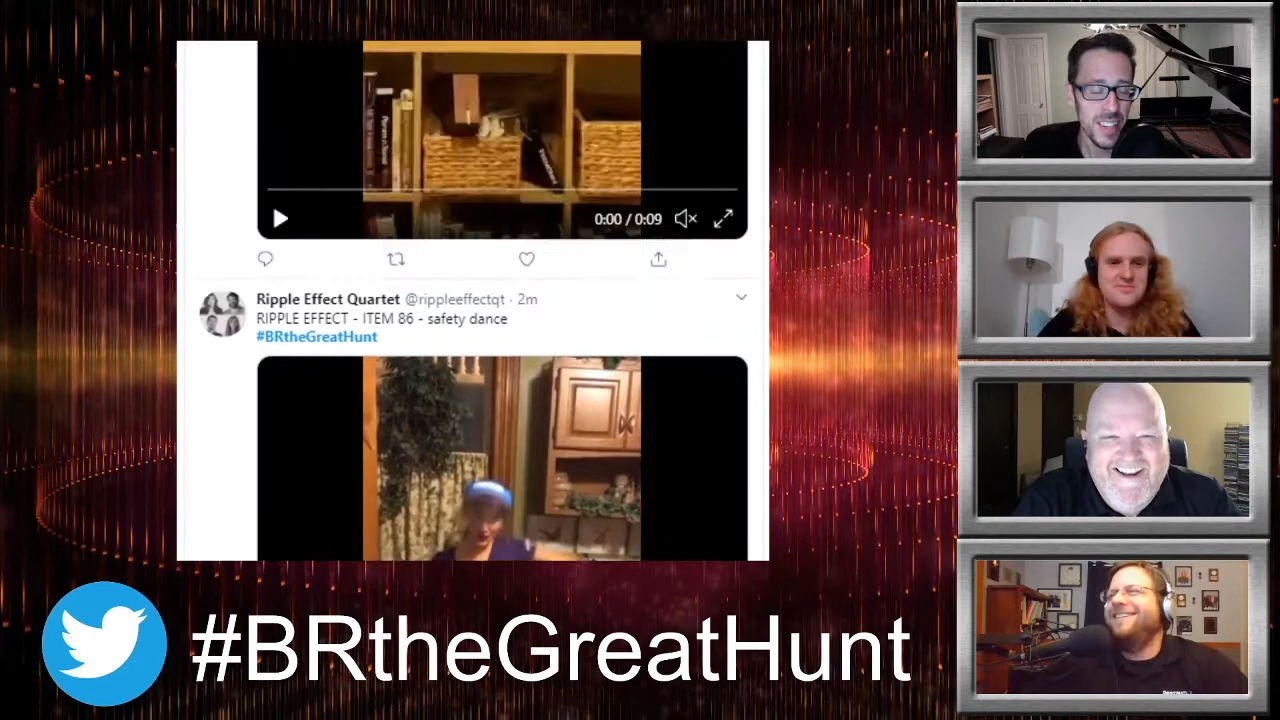 0:00 / 0:09
Ripple Effect Quartet @rippleeffectqt · 2m
RIPPLE EFFECT - ITEM 86 - safety dance
#BRtheGreatHunt
#BRtheGreatHunt